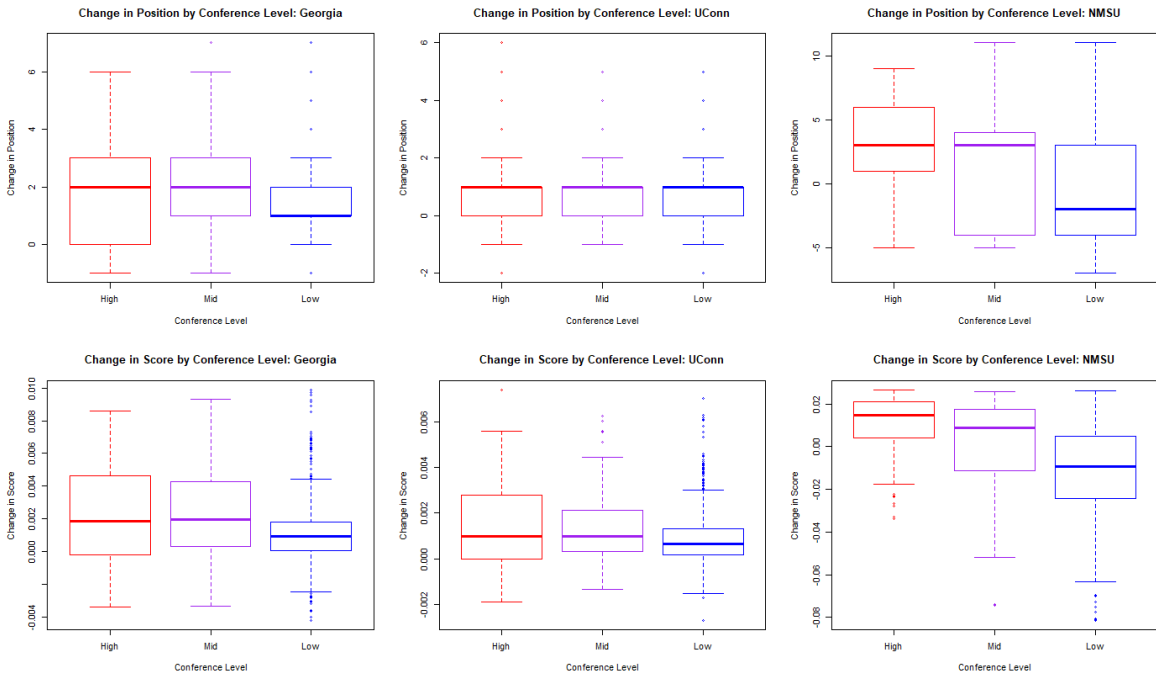 Change in Position by Conference Level: Georgia
Change in Position
6
4
2
0
High
Mid
Low
Conference Level
Change in Position by Conference Level: UConn
Change in Position
6
4
2
0
-2
High
Mid
Low
Conference Level
Change in Position by Conference Level: NMSU
Change in Position
10
5
0
-5
High
Mid
Low
Conference Level
Change in Score by Conference Level: Georgia
Change in Score
0.010
0.008
0.006
0.004
0.002
0.000
-0.004
High
Mid
Low
Conference Level
Change in Score by Conference Level: UConn
Change in Score
0.006
0.004
0.002
0.000
-0.002
High
Mid
Low
Conference Level
Change in Score by Conference Level: NMSU
Change in Score
0.02
0.00
-0.02
-0.04
-0.06
-0.08
High
Mid
Low
Conference Level